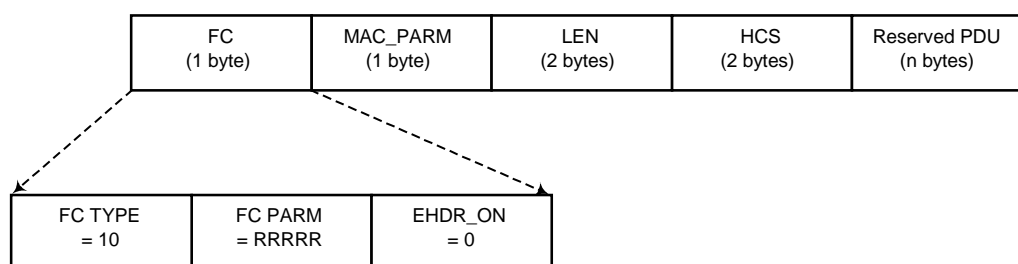 FC
(1 byte)
MAC_PARM
(1 byte)
LEN
(2 bytes)
HCS
(2 bytes)
Reserved PDU
(n bytes)
FC TYPE
= 10
FC PARM
= RRRRR
EHDR_ON
= 0